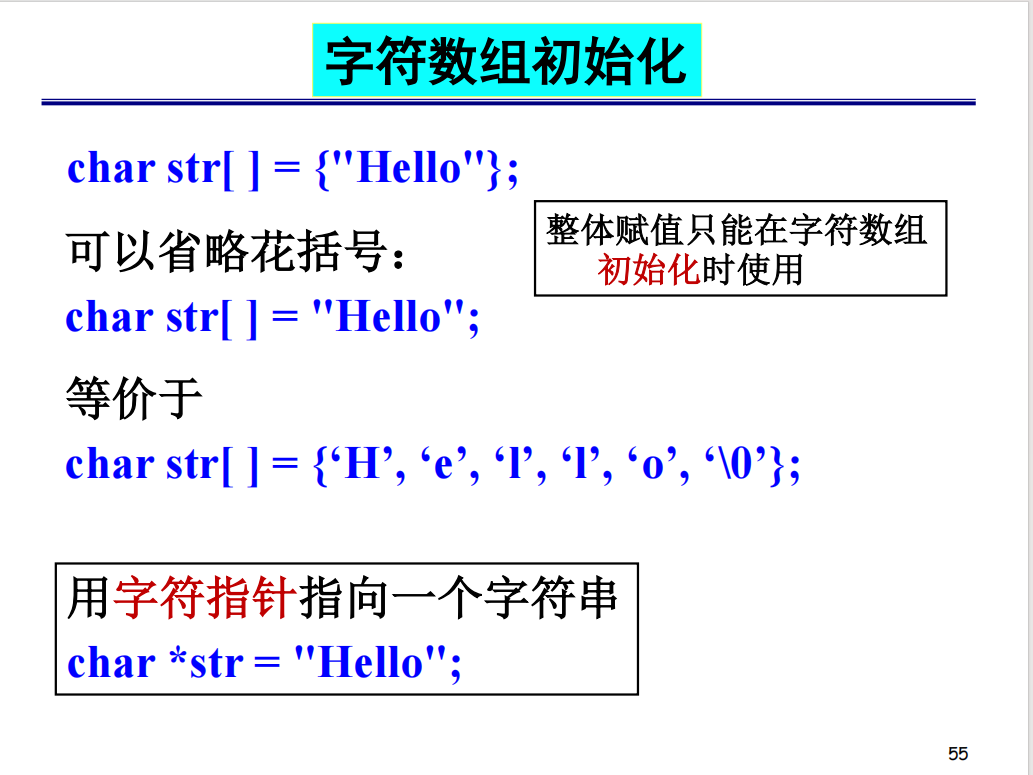 字符数组初始化
char str[ ] = {"Hello"};
可以省略花括号：
整体赋值只能在字符数组
初始化时使用
char str[ ] = "Hello";
等价于
char str[ ] = {‘H’, ‘e’, ‘l’, ‘l’, ‘o’, ‘\0’};
用字符指针指向一个字符串
char *str = "Hello";
55